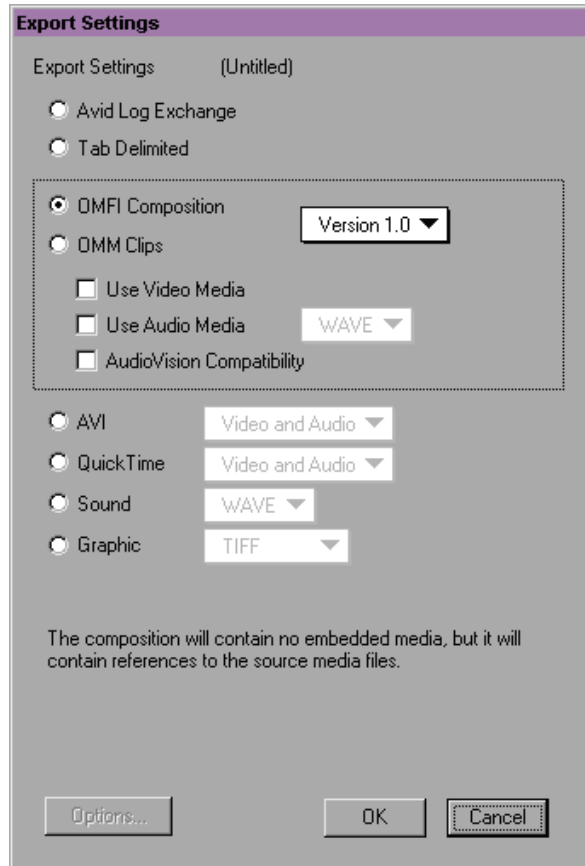 Export Settings
Export Settings (Untitled)
Avid Log Exchange
Tab Delimited
OMFI Composition Version 1.0
OMM Clips
Use Video Media
Use Audio Media WAVE
AudioVision Compatibility
AVI Video and Audio
QuickTime Video and Audio
Sound WAVE
Graphic TIFF
The composition will contain no embedded media, but it will
contain references to the source media files.
Options... OK Cancel